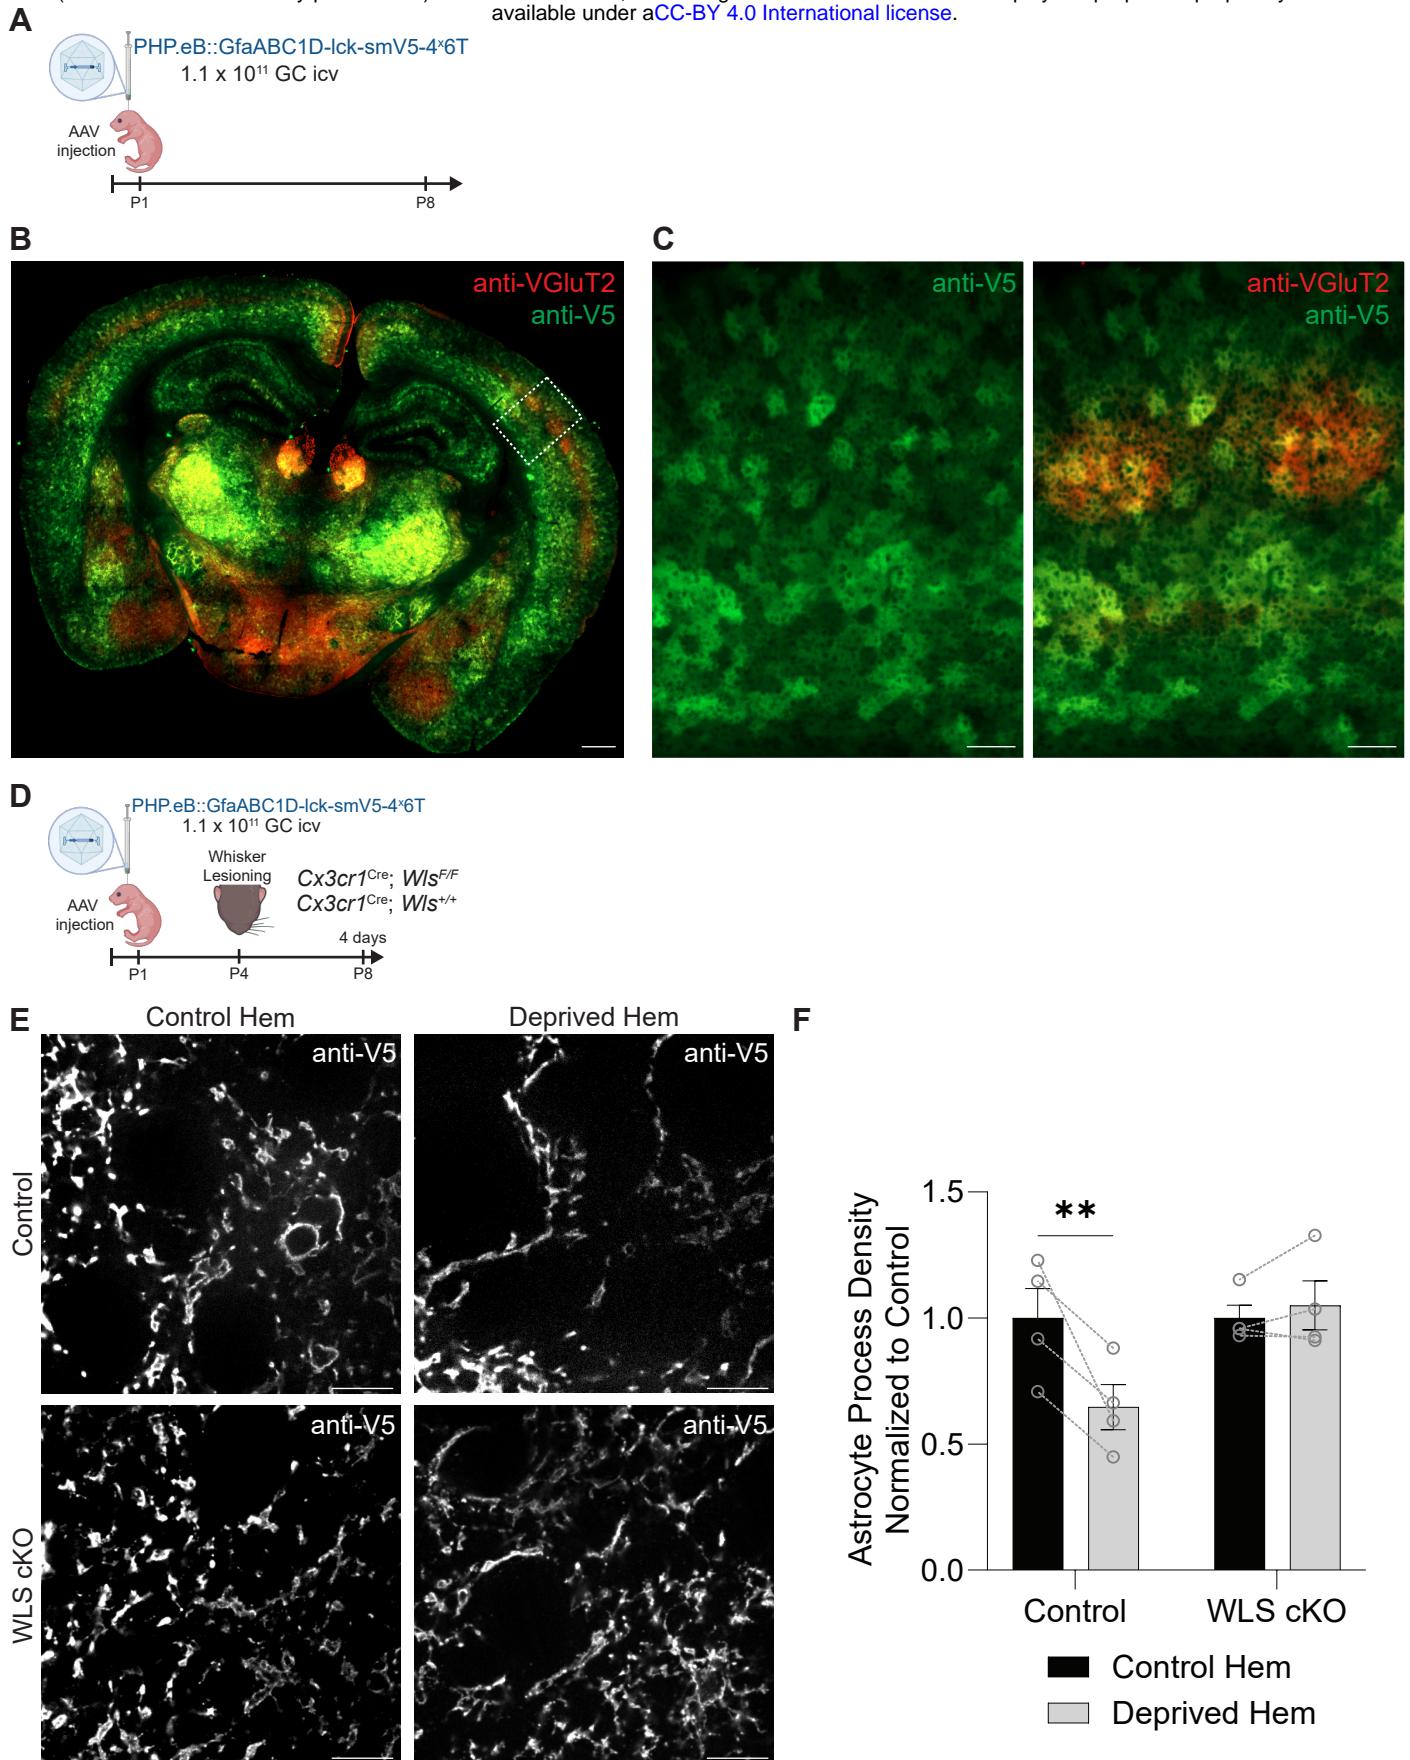 available under aCC-BY 4.0 International license.
A
PHP.eB::GfaABC1D-lck-smV5-4x6T
1.1 x 10¹¹ GC icv
AAV
injection
P1
P8
B
anti-VGluT2
anti-V5
C
anti-V5
anti-VGluT2
anti-V5
D
PHP.eB::GfaABC1D-lck-smV5-4x6T
1.1 x 10¹¹ GC icv
Whisker
Lesioning
Cx3cr1Cre; WlsF/F
Cx3cr1Cre; Wls+/+
AAV
injection
4 days
P1
P4
P8
E
Control Hem
Deprived Hem
Control
anti-V5
anti-V5
WLS cKO
anti-V5
anti-V5
F
Astrocyte Process Density
Normalized to Control
1.5
1.0
0.5
0.0
**
Control
WLS cKO
Control Hem
Deprived Hem